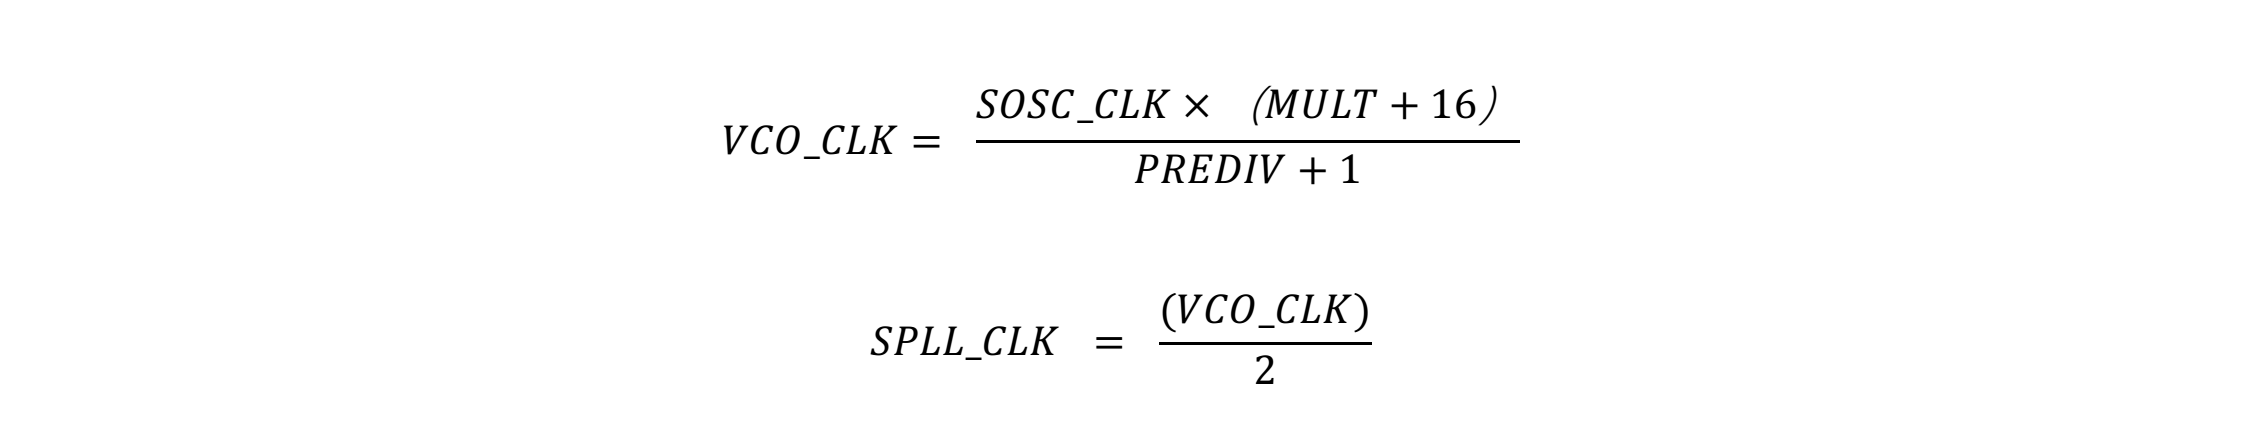 VCO_CLK = SOSC_CLK × (MULT + 16) / PREDIV + 1
SPLL_CLK = (VCO_CLK) / 2